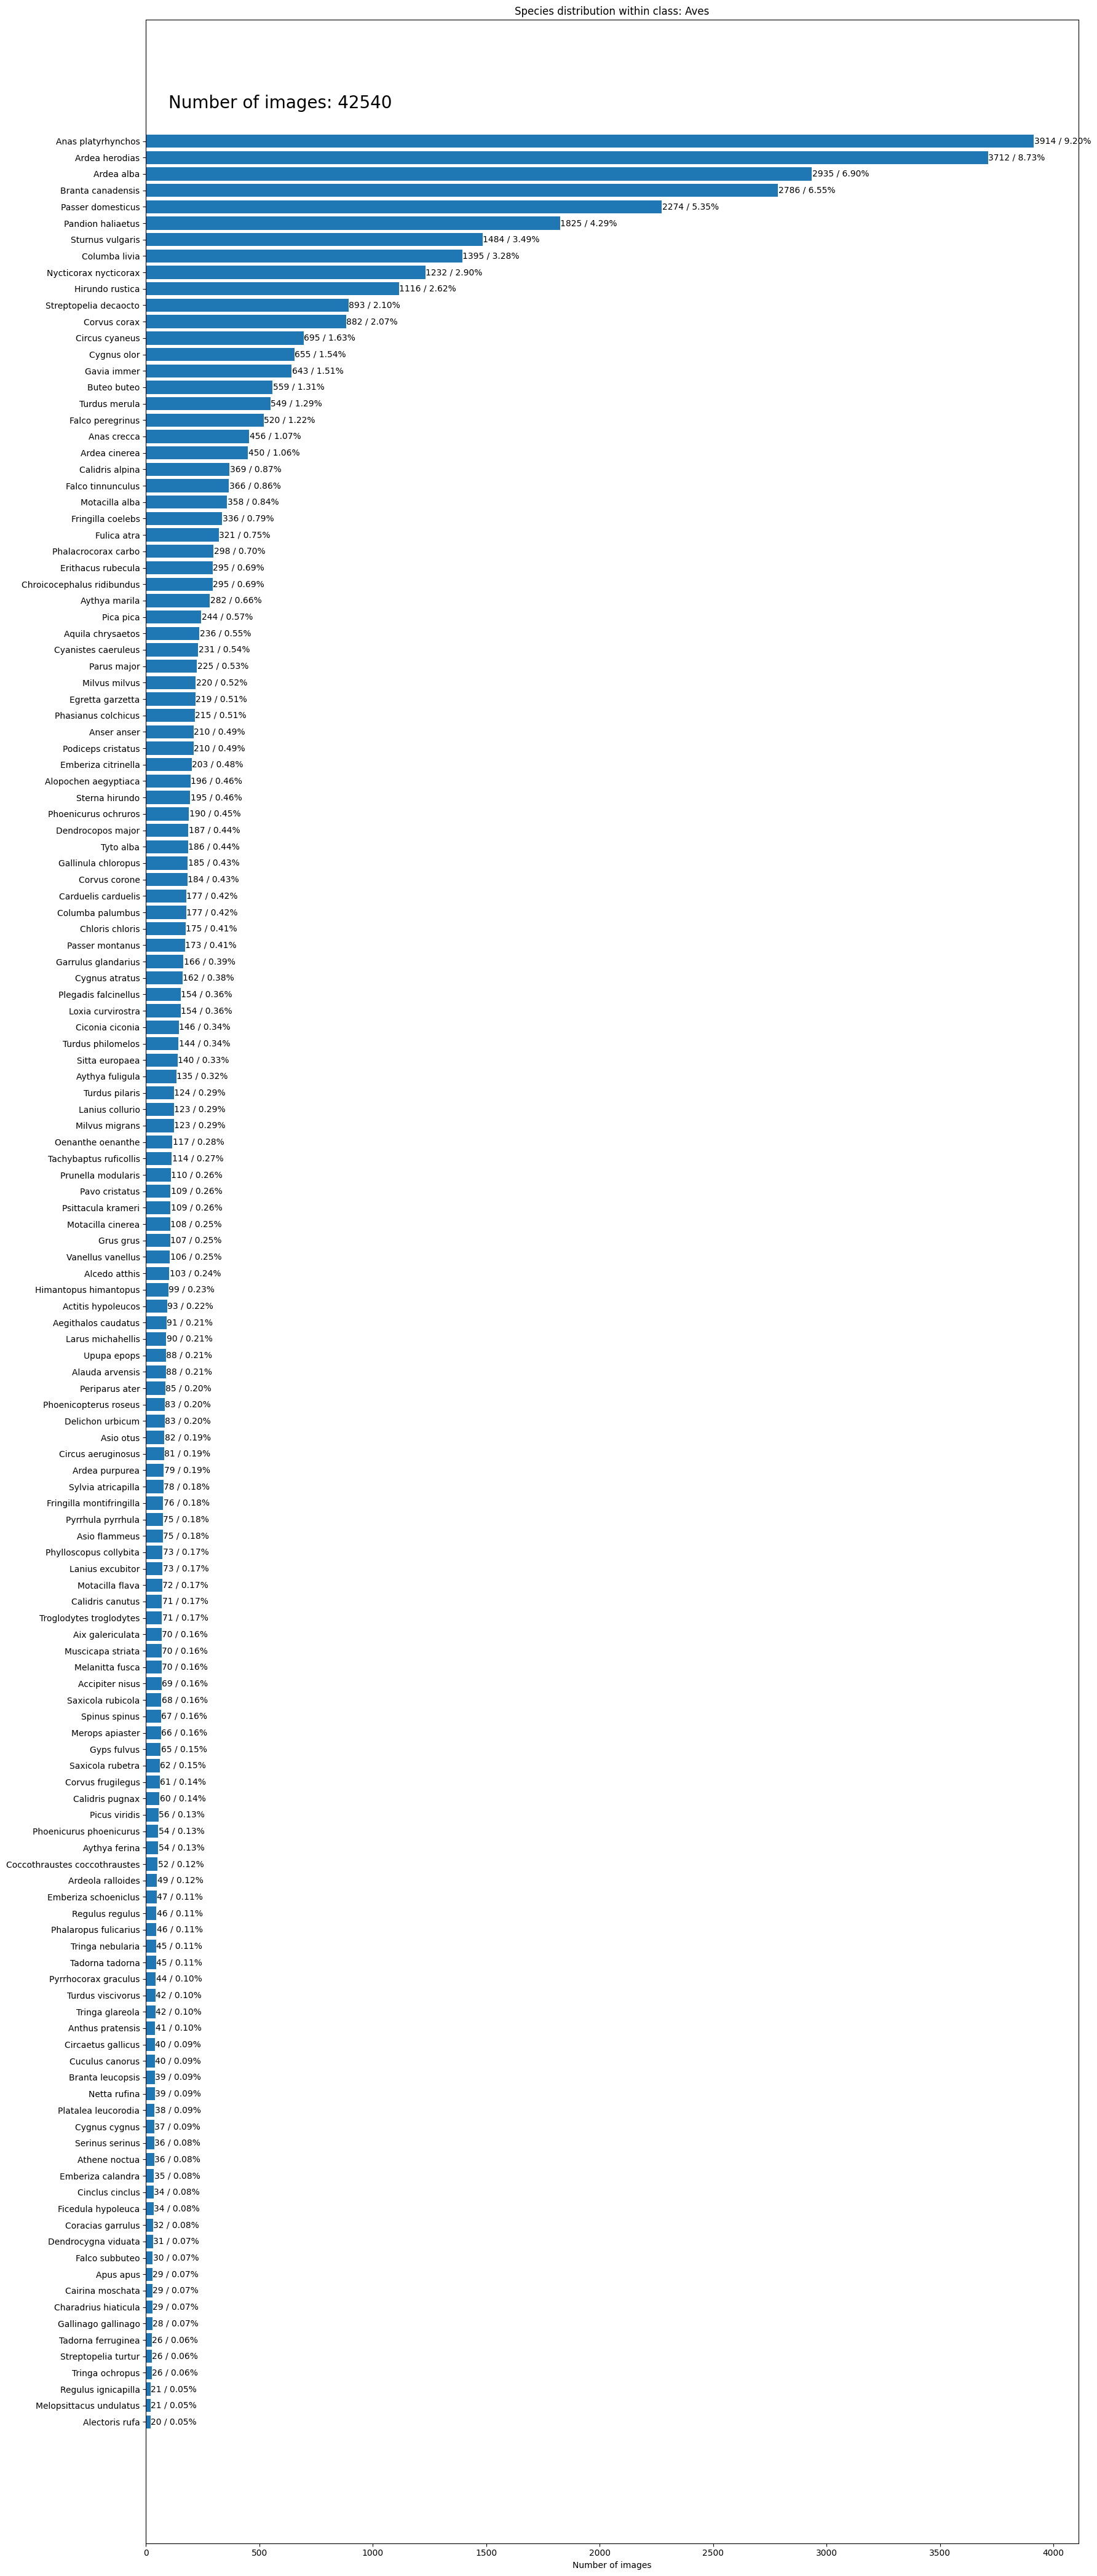 Species distribution within class: Aves
Number of images: 42540
Anas platyrhynchos 3914 / 9.20%
Ardea herodias 3712 / 8.73%
Ardea alba 2935 / 6.90%
Branta canadensis 2786 / 6.55%
Passer domesticus 2274 / 5.35%
Pandion haliaetus 1825 / 4.29%
Sturnus vulgaris 1484 / 3.49%
Columba livia 1395 / 3.28%
Nycticorax nycticorax 1232 / 2.90%
Hirundo rustica 1116 / 2.62%
Streptopelia decaocto 893 / 2.10%
Corvus corax 882 / 2.07%
Circus cyaneus 695 / 1.63%
Cygnus olor 655 / 1.54%
Gavia immer 643 / 1.51%
Buteo buteo 559 / 1.31%
Turdus merula 549 / 1.29%
Falco peregrinus 520 / 1.22%
Anas crecca 456 / 1.07%
Ardea cinerea 450 / 1.06%
Calidris alpina 369 / 0.87%
Falco tinnunculus 366 / 0.86%
Motacilla alba 358 / 0.84%
Fringilla coelebs 336 / 0.79%
Fulica atra 321 / 0.75%
Phalacrocorax carbo 298 / 0.70%
Erithacus rubecula 295 / 0.69%
Chroicocephalus ridibundus 295 / 0.69%
Aythya marila 282 / 0.66%
Pica pica 244 / 0.57%
Aquila chrysaetos 236 / 0.55%
Cyanistes caeruleus 231 / 0.54%
Parus major 225 / 0.53%
Milvus milvus 220 / 0.52%
Egretta garzetta 219 / 0.51%
Phasianus colchicus 215 / 0.51%
Anser anser 210 / 0.49%
Podiceps cristatus 210 / 0.49%
Emberiza citrinella 203 / 0.48%
Alopochen aegyptiaca 196 / 0.46%
Sterna hirundo 195 / 0.46%
Phoenicurus ochruros 190 / 0.45%
Dendrocopos major 187 / 0.44%
Tyto alba 186 / 0.44%
Gallinula chloropus 185 / 0.43%
Corvus corone 184 / 0.43%
Carduelis carduelis 177 / 0.42%
Columba palumbus 177 / 0.42%
Chloris chloris 175 / 0.41%
Passer montanus 173 / 0.41%
Garrulus glandarius 166 / 0.39%
Cygnus atratus 162 / 0.38%
Plegadis falcinellus 154 / 0.36%
Loxia curvirostra 154 / 0.36%
Ciconia ciconia 146 / 0.34%
Turdus philomelos 144 / 0.34%
Sitta europaea 140 / 0.33%
Aythya fuligula 135 / 0.32%
Turdus pilaris 124 / 0.29%
Lanius collurio 123 / 0.29%
Milvus migrans 123 / 0.29%
Oenanthe oenanthe 117 / 0.28%
Tachybaptus ruficollis 114 / 0.27%
Prunella modularis 110 / 0.26%
Pavo cristatus 109 / 0.26%
Psittacula krameri 109 / 0.26%
Motacilla cinerea 108 / 0.25%
Grus grus 107 / 0.25%
Vanellus vanellus 106 / 0.25%
Alcedo atthis 103 / 0.24%
Himantopus himantopus 99 / 0.23%
Actitis hypoleucos 93 / 0.22%
Aegithalos caudatus 91 / 0.21%
Larus michahellis 90 / 0.21%
Upupa epops 88 / 0.21%
Alauda arvensis 88 / 0.21%
Periparus ater 85 / 0.20%
Phoenicopterus roseus 83 / 0.20%
Delichon urbicum 83 / 0.20%
Asio otus 82 / 0.19%
Circus aeruginosus 81 / 0.19%
Ardea purpurea 79 / 0.19%
Sylvia atricapilla 78 / 0.18%
Fringilla montifringilla 76 / 0.18%
Pyrrhula pyrrhula 75 / 0.18%
Asio flammeus 75 / 0.18%
Phylloscopus collybita 73 / 0.17%
Lanius excubitor 73 / 0.17%
Motacilla flava 72 / 0.17%
Calidris canutus 71 / 0.17%
Troglodytes troglodytes 71 / 0.17%
Aix galericulata 70 / 0.16%
Muscicapa striata 70 / 0.16%
Melanitta fusca 70 / 0.16%
Accipiter nisus 69 / 0.16%
Saxicola rubicola 68 / 0.16%
Spinus spinus 67 / 0.16%
Merops apiaster 66 / 0.16%
Gyps fulvus 65 / 0.15%
Saxicola rubetra 62 / 0.15%
Corvus frugilegus 61 / 0.14%
Calidris pugnax 60 / 0.14%
Picus viridis 56 / 0.13%
Phoenicurus phoenicurus 54 / 0.13%
Aythya ferina 54 / 0.13%
Coccothraustes coccothraustes 52 / 0.12%
Ardeola ralloides 49 / 0.12%
Emberiza schoeniclus 47 / 0.11%
Regulus regulus 46 / 0.11%
Phalaropus fulicarius 46 / 0.11%
Tringa nebularia 45 / 0.11%
Tadorna tadorna 45 / 0.11%
Pyrrhocorax graculus 44 / 0.10%
Turdus viscivorus 42 / 0.10%
Tringa glareola 42 / 0.10%
Anthus pratensis 41 / 0.10%
Circaetus gallicus 40 / 0.09%
Cuculus canorus 40 / 0.09%
Branta leucopsis 39 / 0.09%
Netta rufina 39 / 0.09%
Platalea leucorodia 38 / 0.09%
Cygnus cygnus 37 / 0.09%
Serinus serinus 36 / 0.08%
Athene noctua 36 / 0.08%
Emberiza calandra 35 / 0.08%
Cinclus cinclus 34 / 0.08%
Ficedula hypoleuca 34 / 0.08%
Coracias garrulus 32 / 0.08%
Dendrocygna viduata 31 / 0.07%
Falco subbuteo 30 / 0.07%
Apus apus 29 / 0.07%
Cairina moschata 29 / 0.07%
Charadrius hiaticula 29 / 0.07%
Gallinago gallinago 28 / 0.07%
Tadorna ferruginea 26 / 0.06%
Streptopelia turtur 26 / 0.06%
Tringa ochropus 26 / 0.06%
Regulus ignicapilla 21 / 0.05%
Melopsittacus undulatus 21 / 0.05%
Alectoris rufa 20 / 0.05%
0 500 1000 1500 2000 2500 3000 3500 4000
Number of images